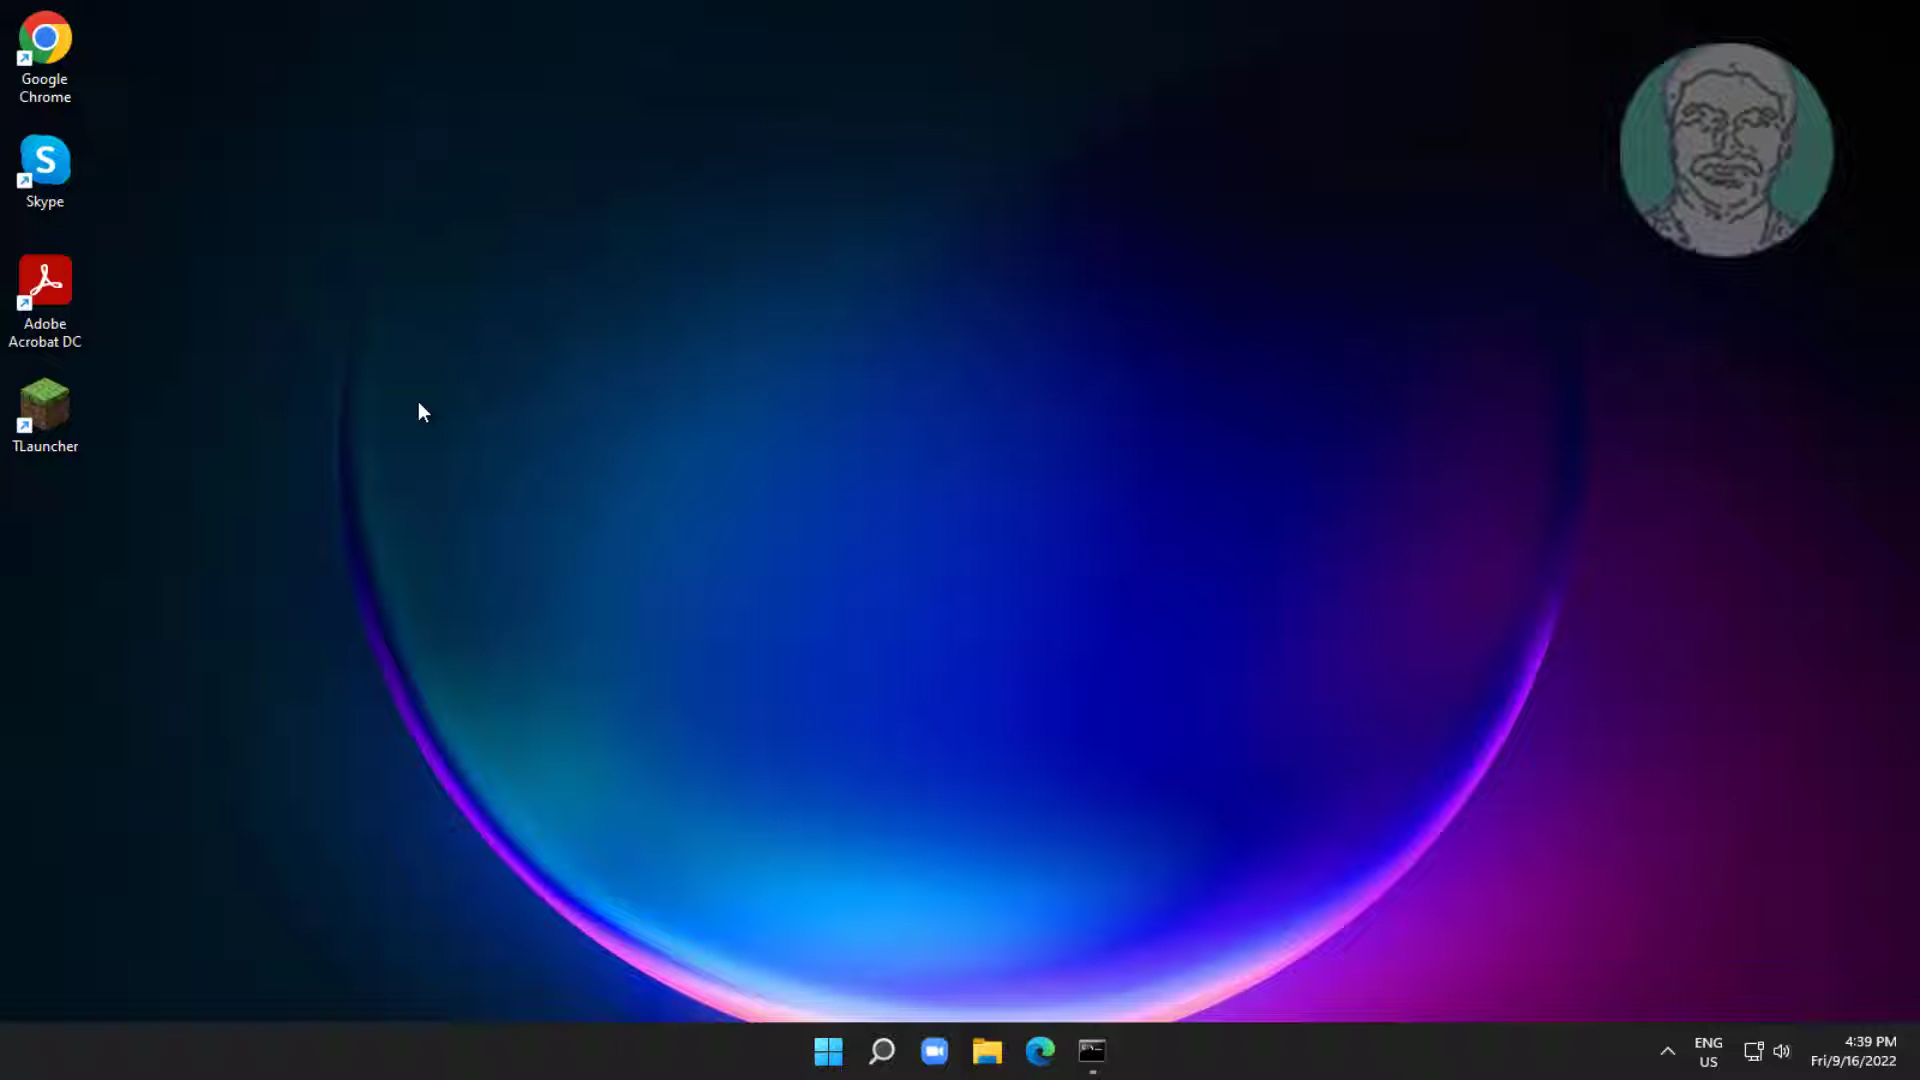 Google
Chrome
S
Skype
Adobe
Acrobat DC
TLauncher
ENG
US
4:39 PM
Fri/9/16/2022